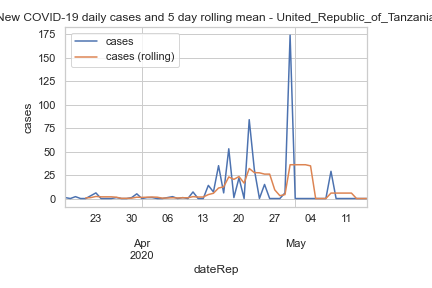 New COVID-19 daily cases and 5 day rolling mean - United_Republic_of_Tanzania
cases
cases (rolling)
cases
175
150
125
100
75
50
25
0
23 30 06 13 20 27 04 11
Apr May
2020
dateRep